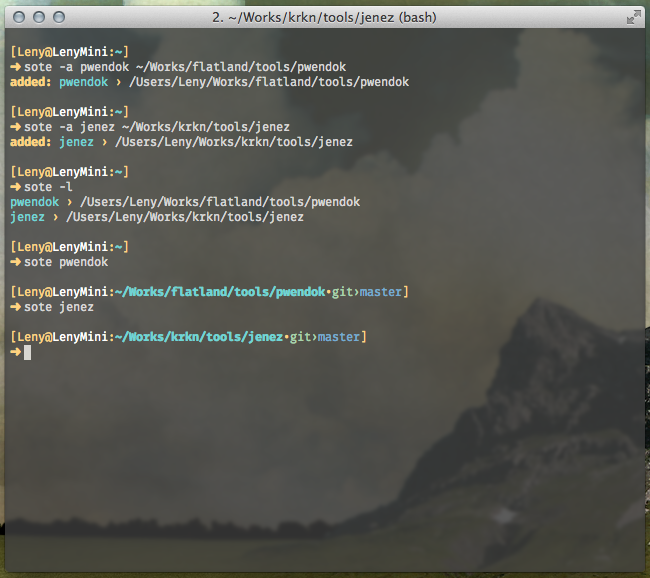 2. ~/Works/krkn/tools/jenez (bash)
[Leny@LenyMini:~]
➜ sote -a pwendok ~/Works/flatland/tools/pwendok
added: pwendok › /Users/Leny/Works/flatland/tools/pwendok
[Leny@LenyMini:~]
➜ sote -a jenez ~/Works/krkn/tools/jenez
added: jenez › /Users/Leny/Works/krkn/tools/jenez
[Leny@LenyMini:~]
➜ sote -l
pwendok › /Users/Leny/Works/flatland/tools/pwendok
jenez › /Users/Leny/Works/krkn/tools/jenez
[Leny@LenyMini:~]
➜ sote pwendok
[Leny@LenyMini:~/Works/flatland/tools/pwendok•git›master]
➜ sote jenez
[Leny@LenyMini:~/Works/krkn/tools/jenez•git›master]
➜